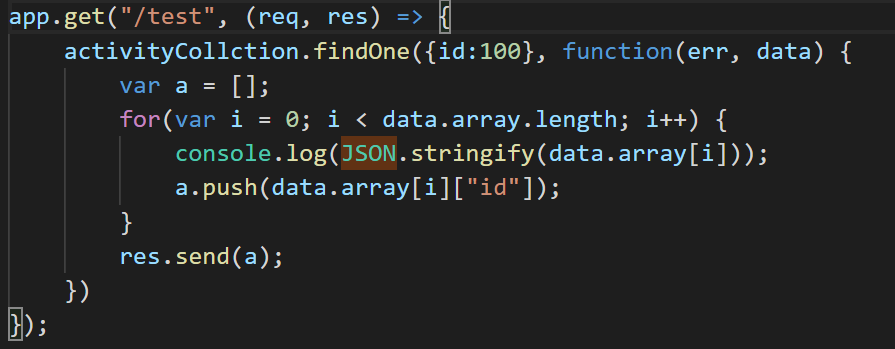 app.get("/test", (req, res) => {
    activityCollction.findOne({id:100}, function(err, data) {
        var a = [];
        for(var i = 0; i < data.array.length; i++) {
            console.log(JSON.stringify(data.array[i]));
            a.push(data.array[i]["id"]);
        }
        res.send(a);
    })
});